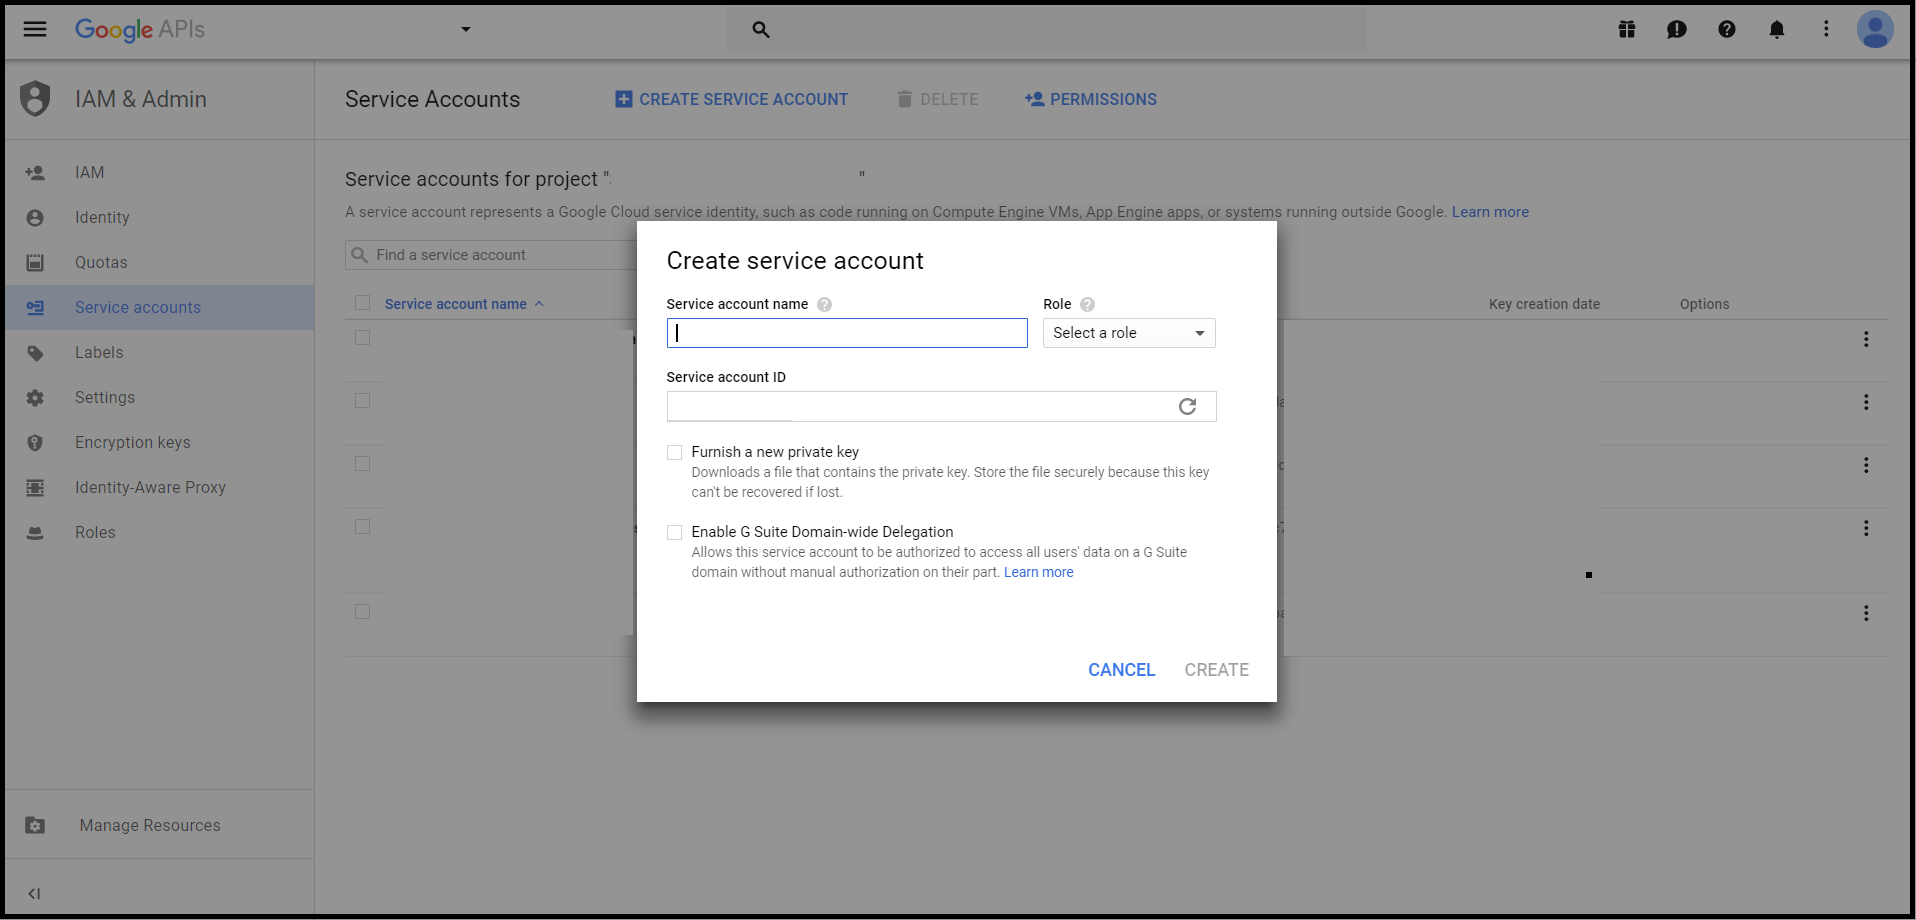 Google APIs
IAM & Admin
Service Accounts
CREATE SERVICE ACCOUNT
DELETE
PERMISSIONS
IAM
Identity
Quotas
Service accounts
Labels
Settings
Encryption keys
Identity-Aware Proxy
Roles
Manage Resources
Service accounts for project " "
A service account represents a Google Cloud service identity, such as code running on Compute Engine VMs, App Engine apps, or systems running outside Google. Learn more
Find a service account
Service account name
Key creation date
Options
Create service account
Service account name ?
Role ?
Select a role
Service account ID
Furnish a new private key
Downloads a file that contains the private key. Store the file securely because this key
can't be recovered if lost.
Enable G Suite Domain-wide Delegation
Allows this service account to be authorized to access all users' data on a G Suite
domain without manual authorization on their part. Learn more
CANCEL
CREATE